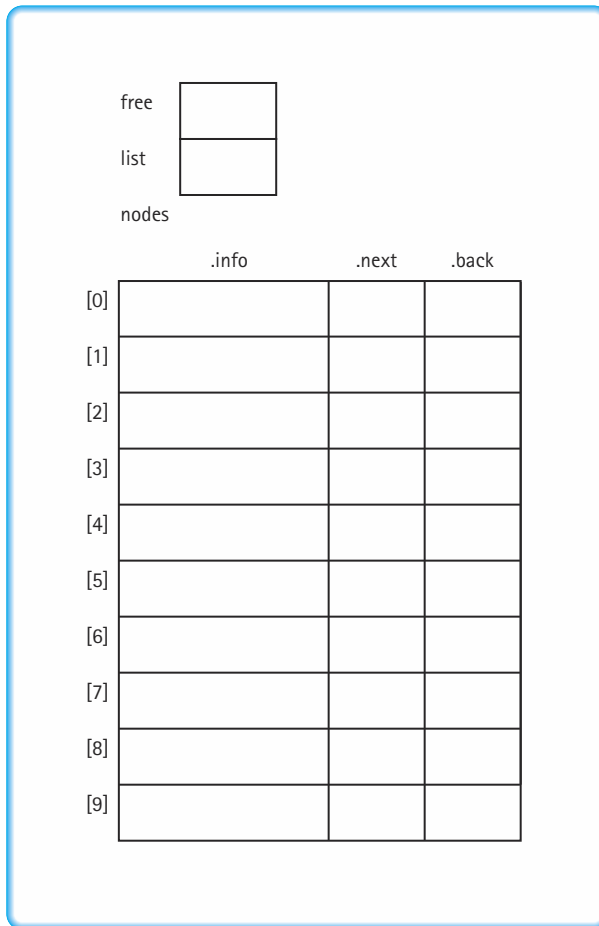 free
list
nodes
.info .next .back
[0]
[1]
[2]
[3]
[4]
[5]
[6]
[7]
[8]
[9]